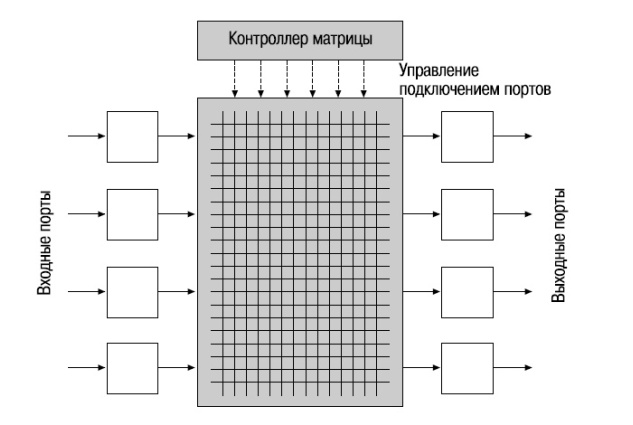 Контроллер матрицы
Управление
подключением портов
Входные порты
Выходные порты